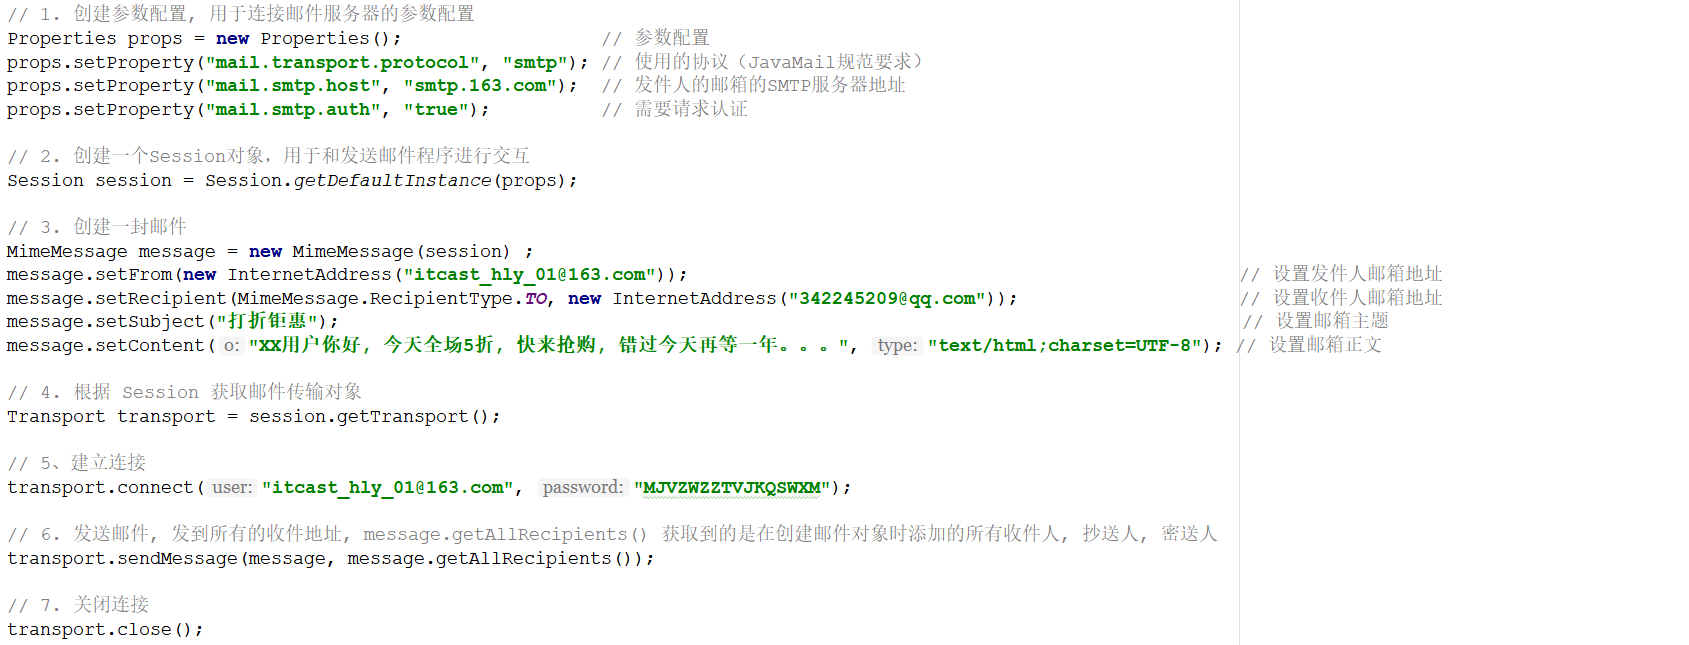 // 1. 创建参数配置, 用于连接邮件服务器的参数配置
Properties props = new Properties(); // 参数配置
props.setProperty("mail.transport.protocol", "smtp"); // 使用的协议（JavaMail规范要求）
props.setProperty("mail.smtp.host", "smtp.163.com"); // 发件人的邮箱的SMTP服务器地址
props.setProperty("mail.smtp.auth", "true"); // 需要请求认证
// 2. 创建一个Session对象，用于和发送邮件程序进行交互
Session session = Session.getDefaultInstance(props);
// 3. 创建一封邮件
MimeMessage message = new MimeMessage(session) ;
message.setFrom(new InternetAddress("itcast_hly_01@163.com")); // 设置发件人邮箱地址
message.setRecipient(MimeMessage.RecipientType.TO, new InternetAddress("342245209@qq.com")); // 设置收件人邮箱地址
message.setSubject("打折钜惠"); // 设置邮箱主题
message.setContent( o: "XX用户你好, 今天全场5折, 快来抢购, 错过今天再等一年。。。", type: "text/html;charset=UTF-8"); // 设置邮箱正文
// 4. 根据 Session 获取邮件传输对象
Transport transport = session.getTransport();
// 5、建立连接
transport.connect( user: "itcast_hly_01@163.com", password: "MJVZWZZTVJKQSWXM");
// 6. 发送邮件, 发到所有的收件地址, message.getAllRecipients() 获取到的是在创建邮件对象时添加的所有收件人, 抄送人, 密送人
transport.sendMessage(message, message.getAllRecipients());
// 7. 关闭连接
transport.close();